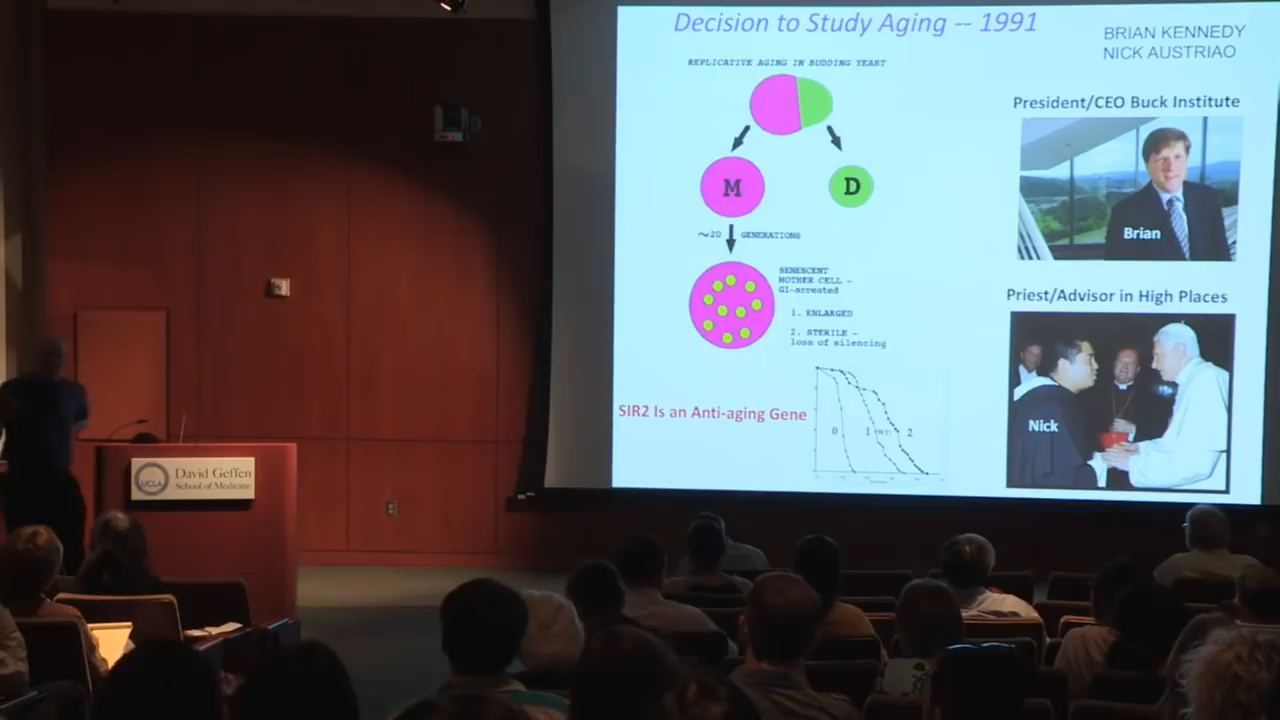 Decision to Study Aging -- 1991
BRIAN KENNEDY
NICK AUSTRIAO
REPLICATIVE AGING IN BUDDING YEAST
President/CEO Buck Institute
M
D
Brian
~20 GENERATIONS
SENESCENT
MOTHER CELL -
G1-arrested
1. ENLARGED
2. STERILE -
loss of silencing
Priest/Advisor in High Places
Nick
SIR2 Is an Anti-aging Gene
0
1 (WT)
2
UCLA
David Geffen
School of Medicine